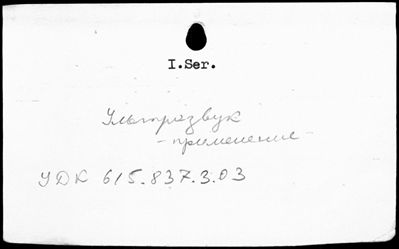 I.Ser.
Ультразвук
- применение -
УДК 615.837.3.03